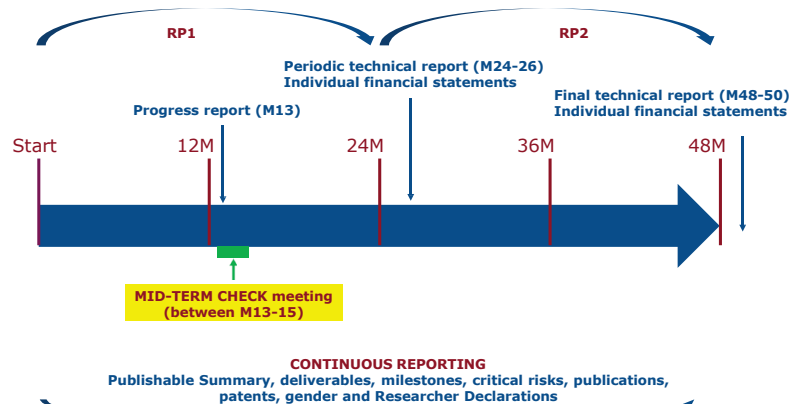 RP1
RP2
Periodic technical report (M24-26)
Individual financial statements
Final technical report (M48-50)
Individual financial statements
Progress report (M13)
Start
12M
24M
36M
48M
MID-TERM CHECK meeting
(between M13-15)
CONTINUOUS REPORTING
Publishable Summary, deliverables, milestones, critical risks, publications,
patents, gender and Researcher Declarations